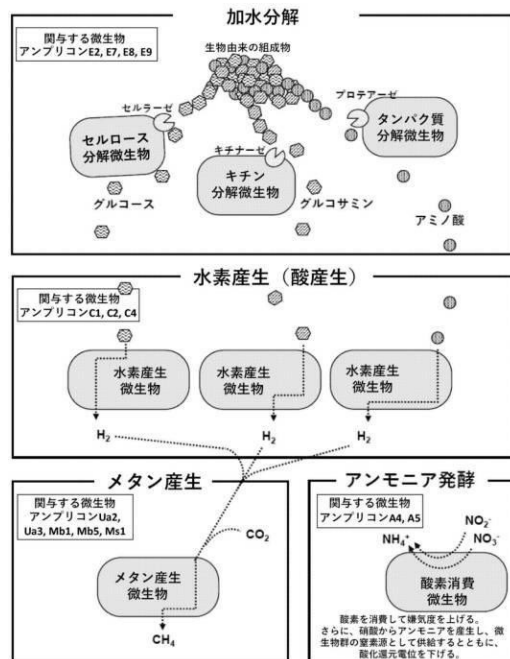 加水分解
関与する微生物
アンプリコンE2, E7, E8, E9
生物由来の組成物
セルラーゼ
プロテアーゼ
セルロース
分解微生物
キチナーゼ
キチン
分解微生物
タンパク質
分解微生物
グルコース
グルコサミン
アミノ酸
水素産生（酸産生）
関与する微生物
アンプリコンC1, C2, C4
水素産生
微生物
水素産生
微生物
水素産生
微生物
H₂
H₂
H₂
メタン産生
関与する微生物
アンプリコンUa2,
Ua3, Mb1, Mb5, Ms1
CO₂
メタン産生
微生物
CH₄
アンモニア発酵
関与する微生物
アンプリコンA4, A5
NO₂⁻
NH₄⁺
NO₃⁻
酸素消費
微生物
酸素を消費して嫌気度を上げる。
さらに、硝酸からアンモニアを産生し、微
生物群の窒素源として供給するとともに、
酸化還元電位を下げる。